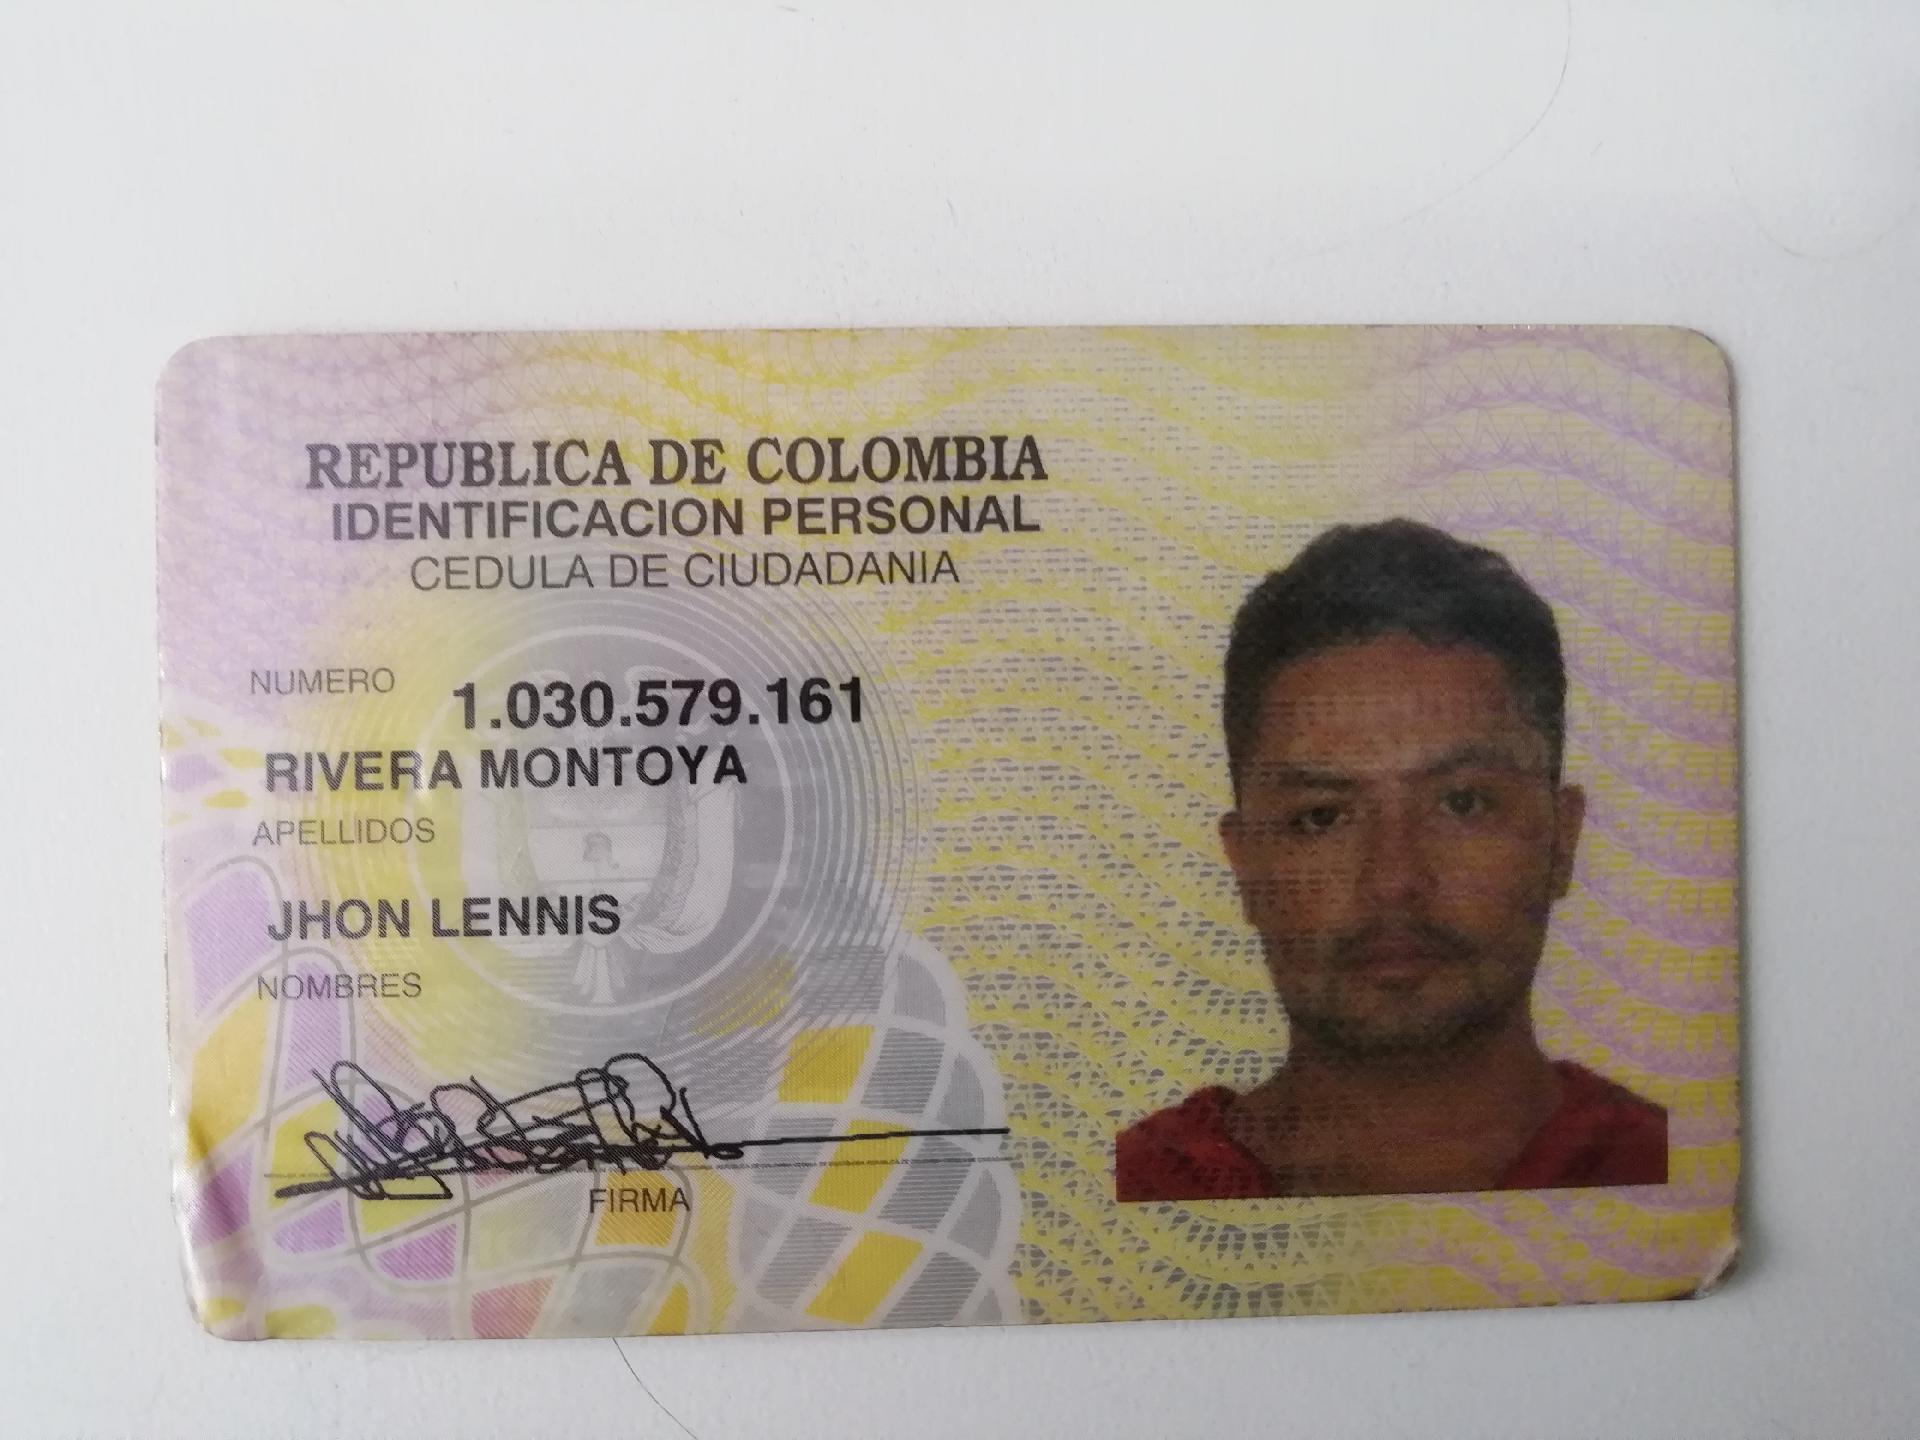 REPUBLICA DE COLOMBIA
IDENTIFICACION PERSONAL
CEDULA DE CIUDADANIA
NUMERO 1.030.579.161
RIVERA MONTOYA
APELLIDOS
JHON LENNIS
NOMBRES
FIRMA